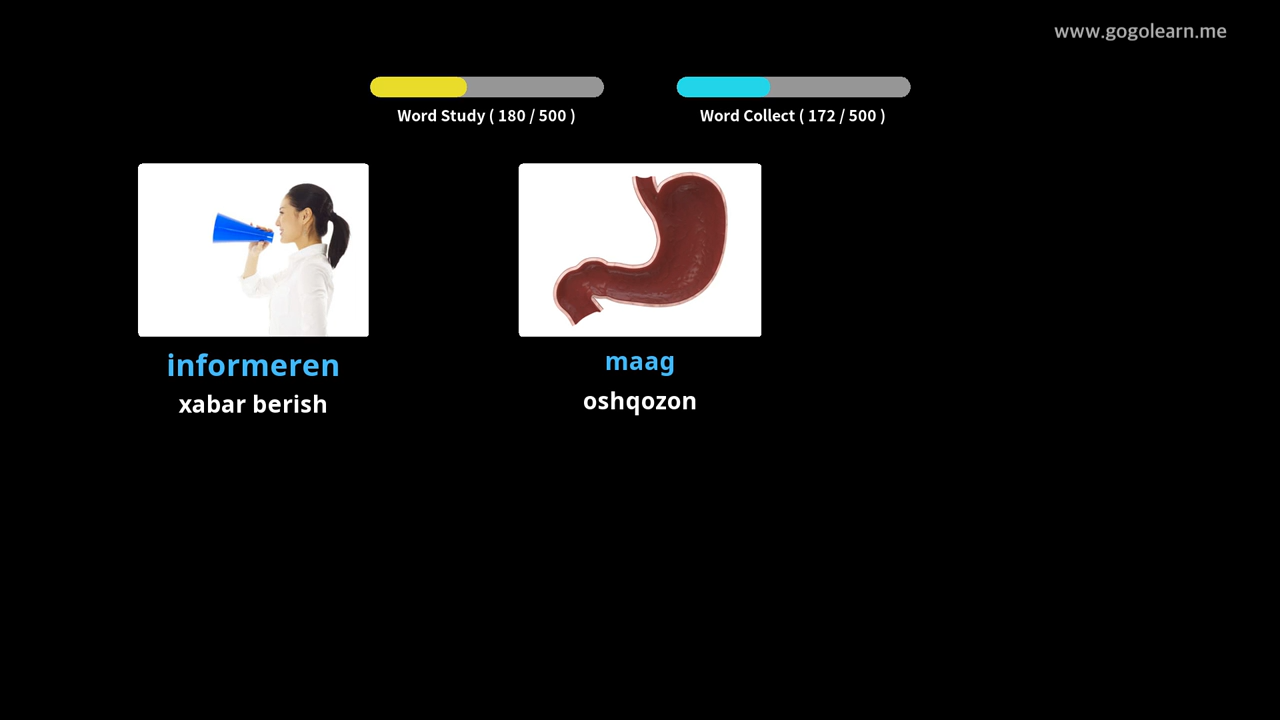 www.gogolearn.me
Word Study ( 180 / 500 )
Word Collect ( 172 / 500 )
informeren
xabar berish
maag
oshqozon